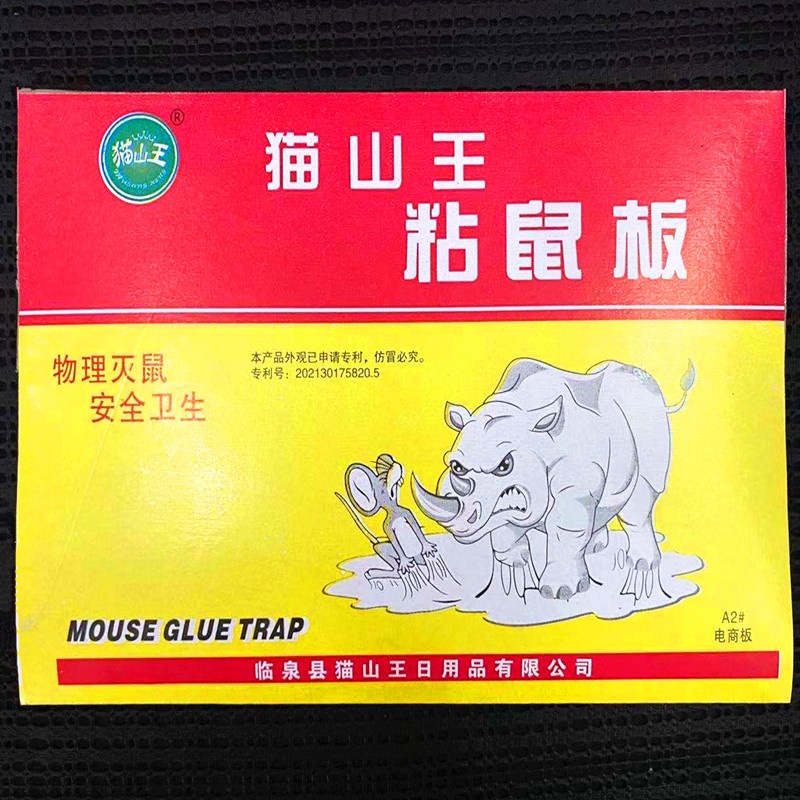 猫山王
®
猫山王
粘鼠板
物理灭鼠
安全卫生
本产品外观已申请专利，仿冒必究。
专利号：202130175820.5
MOUSE GLUE TRAP
A2#
电商板
临泉县猫山王日用品有限公司